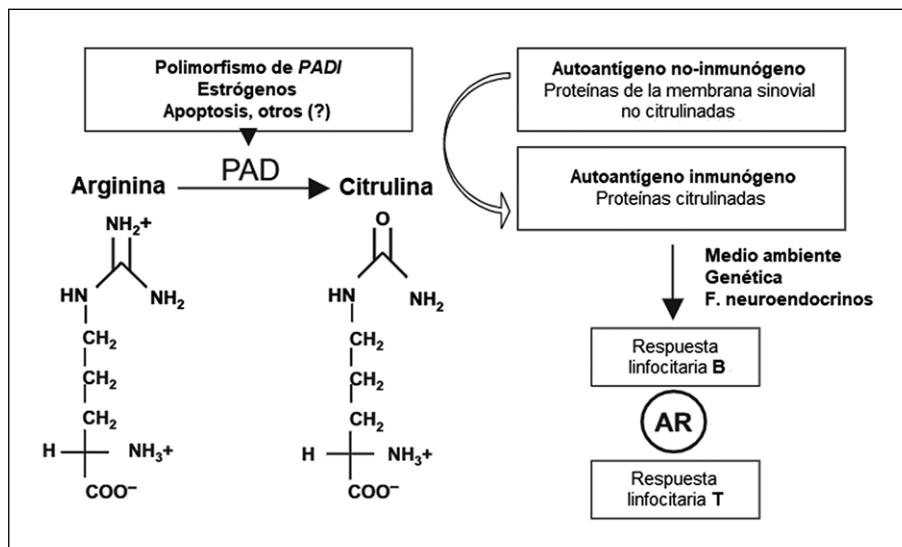 Polimorfismo de PADI
Estrógenos
Apoptosis, otros (?)
PAD
Arginina
Citrulina
NH₂+
HN
NH₂
CH₂
CH₂
CH₂
H
NH₃+
COO⁻
O
HN
NH₂
CH₂
CH₂
CH₂
H
NH₃+
COO⁻
Autoantígeno no-inmunógeno
Proteínas de la membrana sinovial
no citrulinadas
Autoantígeno inmunógeno
Proteínas citrulinadas
Medio ambiente
Genética
F. neuroendocrinos
Respuesta
linfocitaria B
AR
Respuesta
linfocitaria T